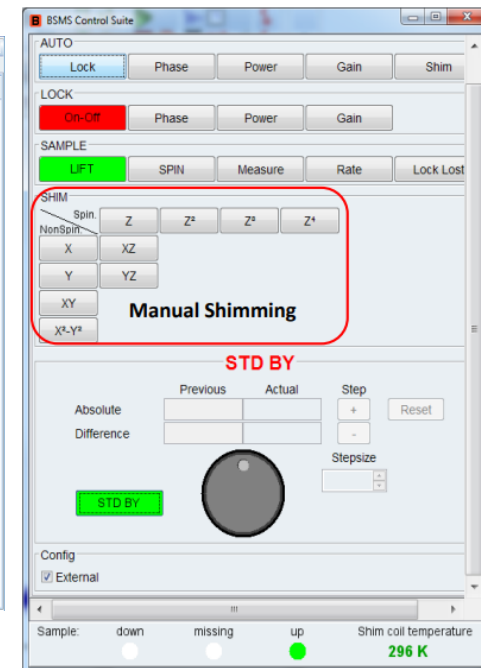 BSMS Control Suite
AUTO
Lock Phase Power Gain Shim
LOCK
On-Off Phase Power Gain
SAMPLE
LIFT SPIN Measure Rate Lock Lost
SHIM
Spin.
NonSpin.
Z Z² Z³ Z⁴
X XZ
Y YZ
XY
X²-Y²
Manual Shimming
STD BY
Previous Actual Step
Absolute + Reset
Difference -
Stepsize
STD BY
Config
External
Sample: down missing up Shim coil temperature
296 K